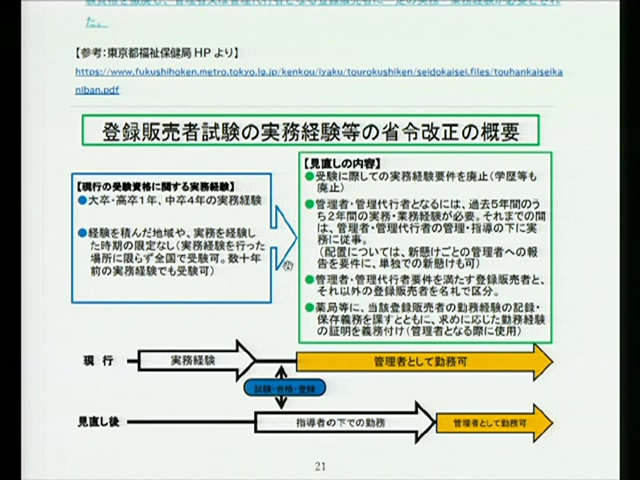 た。
【参考：東京都福祉保健局 HP より】
https://www.fukushihoken.metro.tokyo.lg.jp/kenkou/iyaku/tourokushiken/seidokaisei.files/touhankaiseika
niban.pdf
登録販売者試験の実務経験等の省令改正の概要
【現行の受験資格に関する実務経験】
●大卒・高卒1年、中卒4年の実務経験
●経験を積んだ地域や、実務を経験し
た時期の限定なし（実務経験を行った
場所に限らず全国で受験可。数十年
前の実務経験でも受験可）
【見直しの内容】
●受験に際しての実務経験要件を廃止（学歴等も
廃止）
●管理者・管理代行者となるには、過去5年間のう
ち2年間の実務・業務経験が必要。それまでの間
は、管理者・管理代行者の管理・指導の下に実
務に従事。
（配置については、新懸けごとの管理者への報
告を要件に、単独での新懸けも可）
●管理者・管理代行者要件を満たす登録販売者と、
それ以外の登録販売者を名札で区分。
●薬局等に、当該登録販売者の勤務経験の記録・
保存義務を課すとともに、求めに応じた勤務経験
の証明を義務付け（管理者となる際に使用）
現 行
実務経験
管理者として勤務可
試験・合格・登録
見直し後
指導者の下での勤務
管理者として勤務可
21